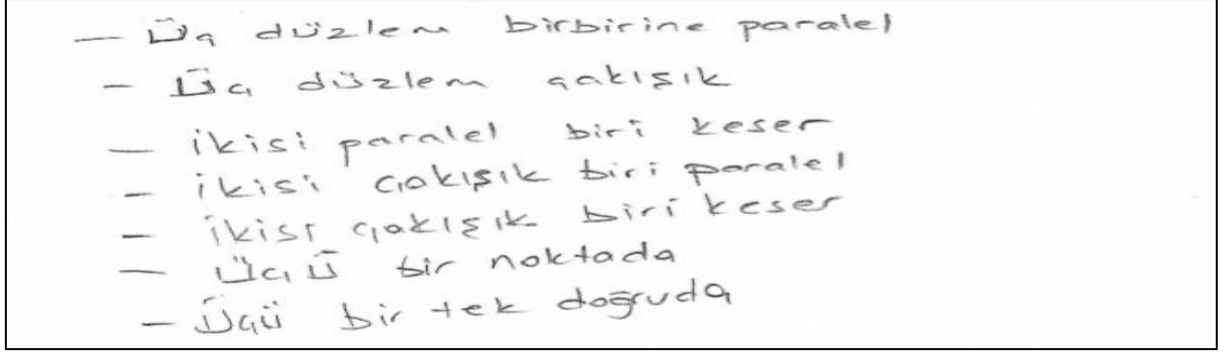 — Üç düzlem birbirine paralel
— Üç düzlem çakışık
— ikisi paralel biri keser
— ikisi çakışık biri paralel
— ikisi çakışık biri keser
— Üçü bir noktada
— Üçü bir tek doğruda